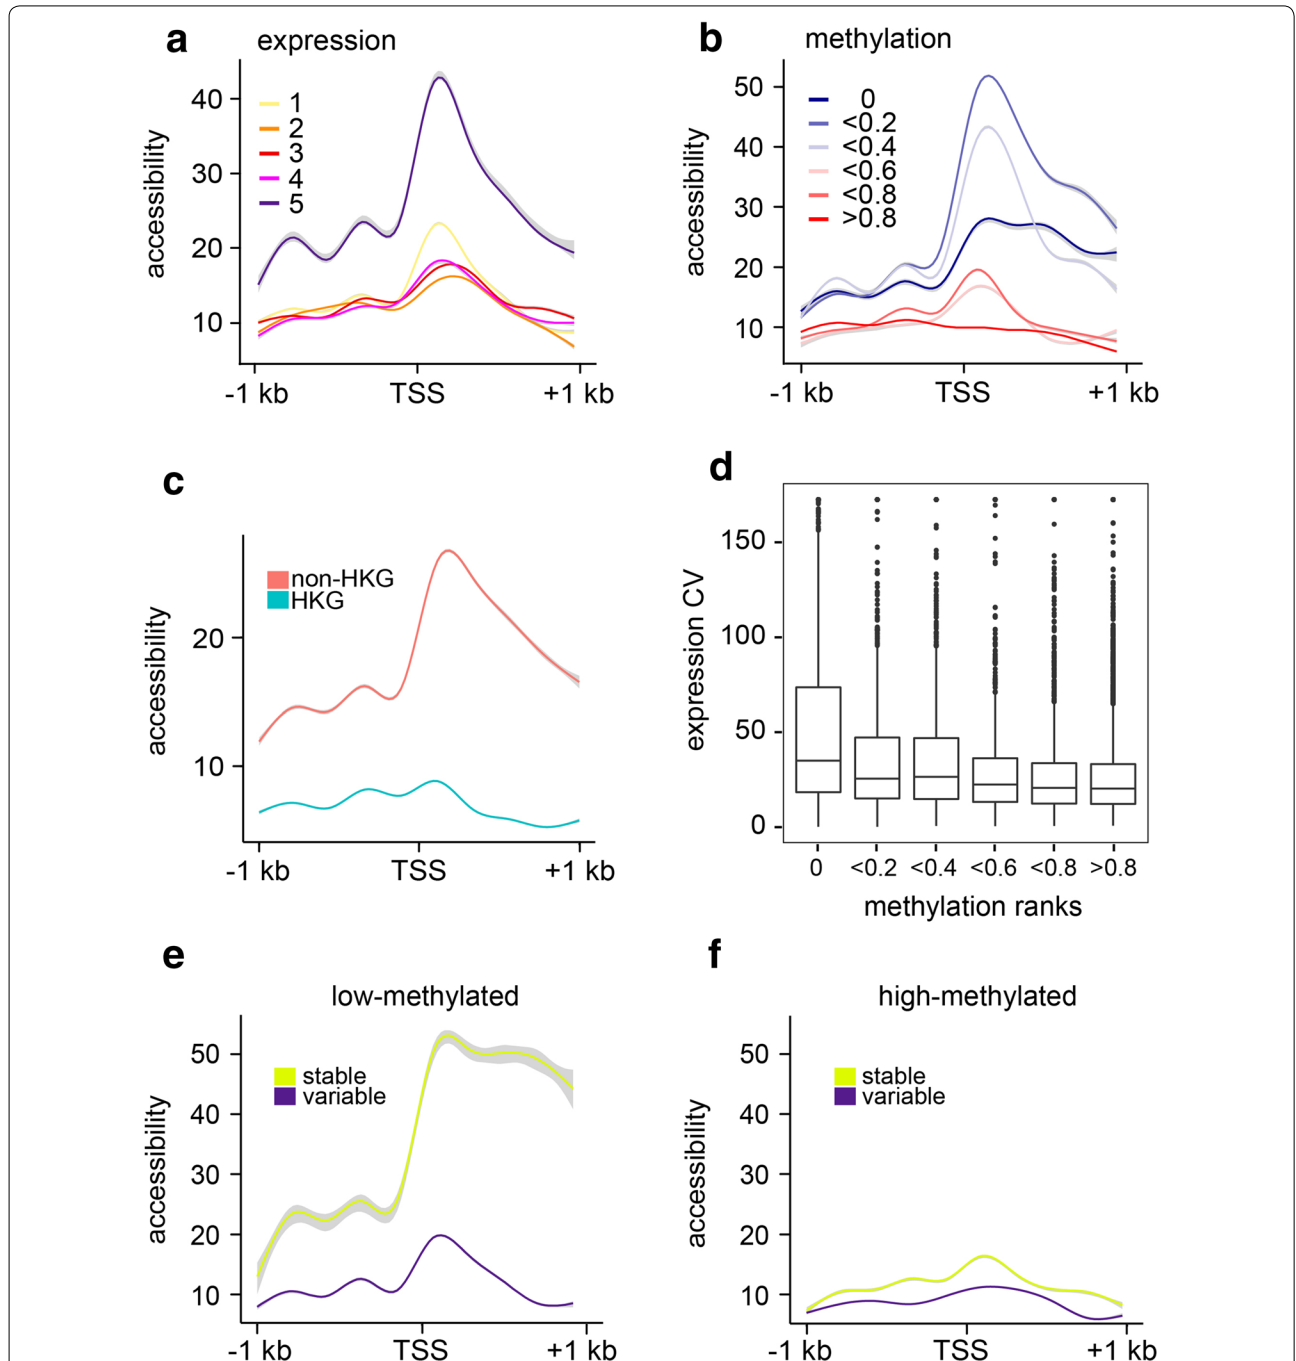 a expression
accessibility
40
30
20
10
1
2
3
4
5
-1 kb TSS +1 kb
b methylation
accessibility
50
40
30
20
10
0
<0.2
<0.4
<0.6
<0.8
>0.8
-1 kb TSS +1 kb
c
accessibility
20
10
non-HKG
HKG
-1 kb TSS +1 kb
d
expression CV
150
100
50
0
0 <0.2 <0.4 <0.6 <0.8 >0.8
methylation ranks
e
low-methylated
accessibility
50
40
30
20
10
stable
variable
-1 kb TSS +1 kb
f
high-methylated
accessibility
50
40
30
20
10
stable
variable
-1 kb TSS +1 kb